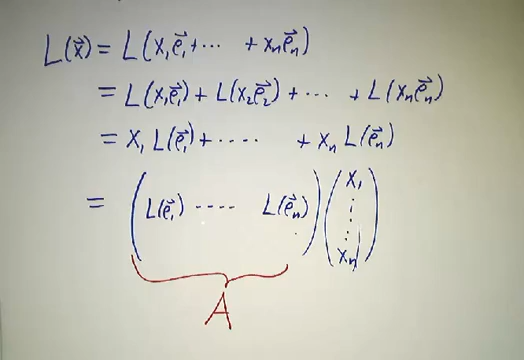 L(x⃗) = L(x₁e⃗₁ + ··· + xₙe⃗ₙ)
= L(x₁e⃗₁) + L(x₂e⃗₂) + ··· + L(xₙe⃗ₙ)
= x₁ L(e⃗₁) + ···· + xₙ L(e⃗ₙ)
= ( L(e⃗₁) ···· L(e⃗ₙ) ) ( x₁ ⋮ xₙ )
A